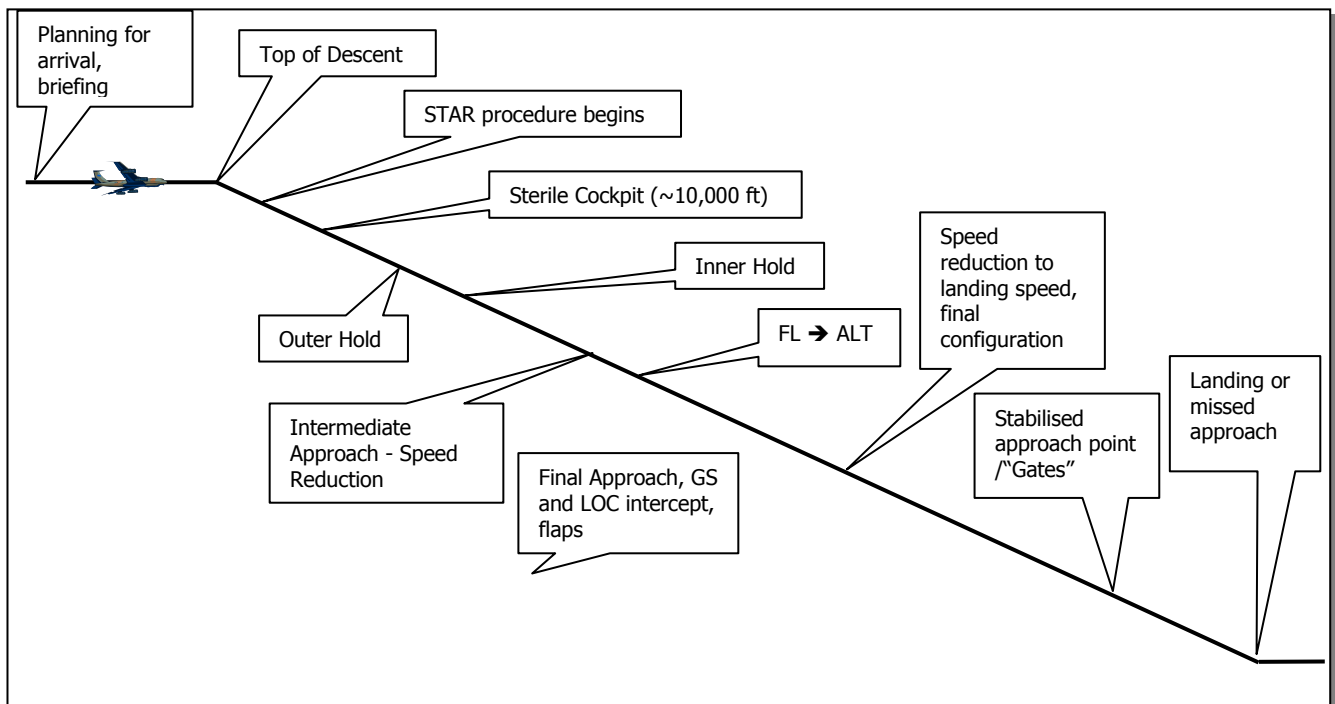 Planning for
arrival,
briefing
Top of Descent
STAR procedure begins
Sterile Cockpit (~10,000 ft)
Inner Hold
Outer Hold
FL ➔ ALT
Speed
reduction to
landing speed,
final
configuration
Intermediate
Approach - Speed
Reduction
Final Approach, GS
and LOC intercept,
flaps
Stabilised
approach point
/“Gates”
Landing or
missed
approach